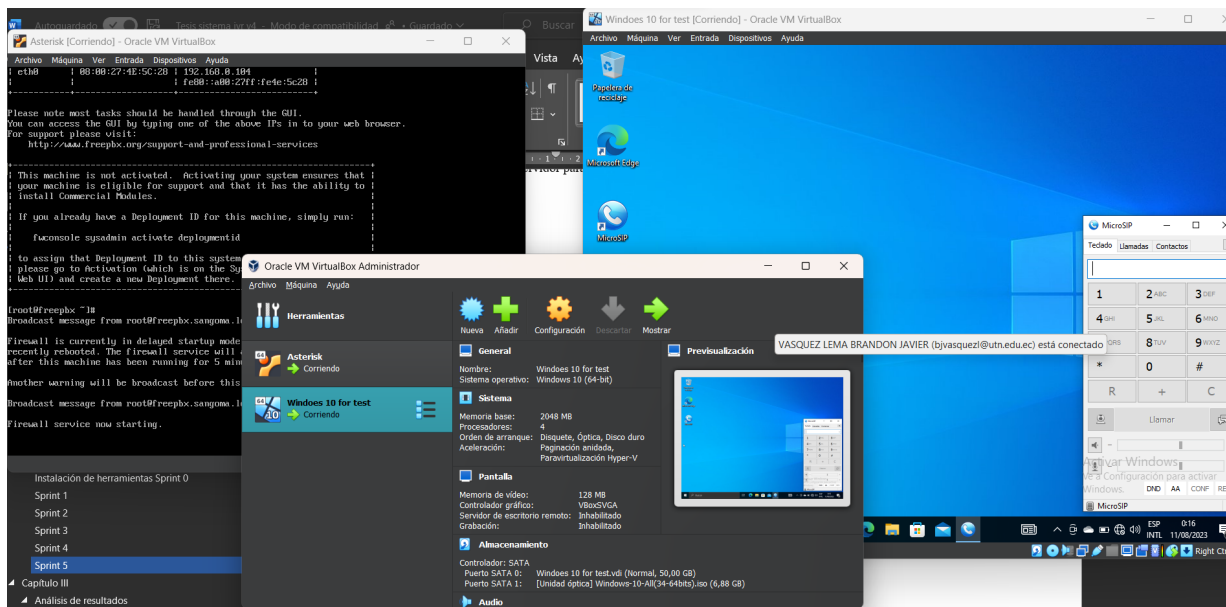 Autoguardado
Tesis sistema ivr v4 - Modo de compatibilidad
Guardado
Buscar
Vista
Asterisk [Corriendo] - Oracle VM VirtualBox
Archivo Máquina Ver Entrada Dispositivos Ayuda
| eth0 | 08:00:27:4E:5C:28 | 192.168.0.104 |
| | | fe80::a00:27ff:fe4e:5c28 |
Please note most tasks should be handled through the GUI.
You can access the GUI by typing one of the above IPs in to your web browser.
For support please visit:
http://www.freepbx.org/support-and-professional-services
This machine is not activated. Activating your system ensures that
your machine is eligible for support and that it has the ability to
install Commercial Modules.
If you already have a Deployment ID for this machine, simply run:
fwconsole sysadmin activate deploymentid
to assign that Deployment ID to this system.
please go to Activation (which is on the Sy
Web UI) and create a new Deployment there.
[root@freepbx ~]#
Broadcast message from root@freepbx.sangoma.l
Firewall is currently in delayed startup mode
recently rebooted. The firewall service will
after this machine has been running for 5 min
Another warning will be broadcast before this
Broadcast message from root@freepbx.sangoma.l
Firewall service now starting.
Instalación de herramientas Sprint 0
Sprint 1
Sprint 2
Sprint 3
Sprint 4
Sprint 5
Capítulo III
Análisis de resultados
Oracle VM VirtualBox Administrador
Archivo Máquina Ayuda
Herramientas
Nueva Añadir Configuración Descartar Mostrar
64
Asterisk
Corriendo
64
10
Windoes 10 for test
Corriendo
General
Nombre: Windoes 10 for test
Sistema operativo: Windows 10 (64-bit)
Sistema
Memoria base: 2048 MB
Procesadores: 4
Orden de arranque: Disquete, Óptica, Disco duro
Aceleración: Paginación anidada,
Paravirtualización Hyper-V
Pantalla
Memoria de vídeo: 128 MB
Controlador gráfico: VBoxSVGA
Servidor de escritorio remoto: Inhabilitado
Grabación: Inhabilitado
Almacenamiento
Controlador: SATA
Puerto SATA 0: Windoes 10 for test.vdi (Normal, 50,00 GB)
Puerto SATA 1: [Unidad óptica] Windows-10-All(34-64bits).iso (6,88 GB)
Audio
Previsualización
VASQUEZ LEMA BRANDON JAVIER (bjvasquezl@utn.edu.ec) está conectado
Windoes 10 for test [Corriendo] - Oracle VM VirtualBox
Archivo Máquina Ver Entrada Dispositivos Ayuda
Papelera de
reciclaje
Microsoft Edge
MicroSIP
MicroSIP
Teclado Llamadas Contactos
1 2 ABC 3 DEF
4 GHI 5 JKL 6 MNO
8 TUV 9 WXYZ
* 0 #
R + C
Llamar
Activar Windows
Ve a Configuración para activar
Windows.
DND AA CONF RE
MicroSIP
ESP 0:16
INTL 11/08/2023
Right Ctr